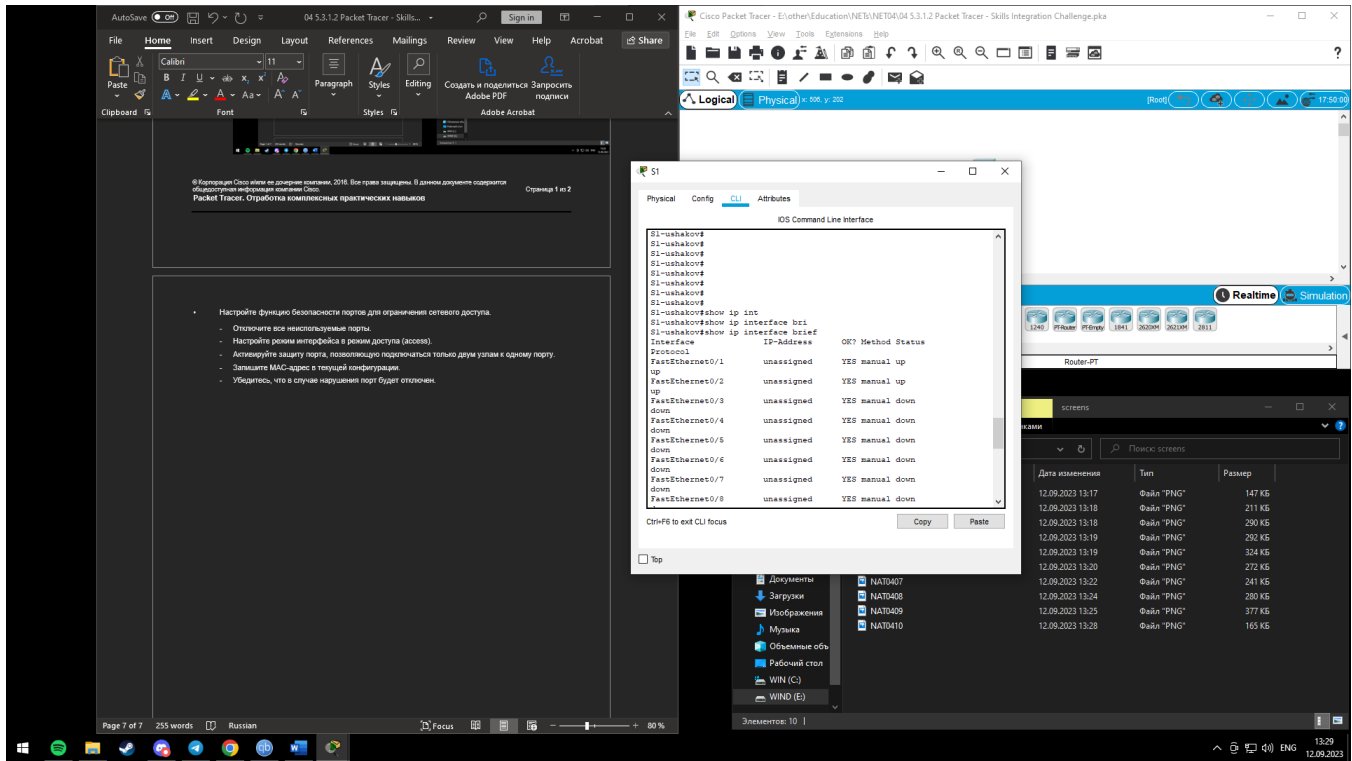 AutoSave
04 5.3.1.2 Packet Tracer - Skills...
Sign in
File Home Insert Design Layout References Mailings Review View Help Acrobat Share
Paste
Calibri 11
Paragraph
Styles
Editing
Создать и поделиться Adobe PDF
Запросить подписи
Clipboard Font Styles Adobe Acrobat
© Корпорация Cisco и/или ее дочерние компании, 2016. Все права защищены. В данном документе содержится
общедоступная информация компании Cisco.
Страница 1 из 2
Packet Tracer. Отработка комплексных практических навыков
• Настройте функцию безопасности портов для ограничения сетевого доступа.
- Отключите все неиспользуемые порты.
- Настройте режим интерфейса в режим доступа (access).
- Активируйте защиту порта, позволяющую подключаться только двум узлам к одному порту.
- Запишите MAC-адрес в текущей конфигурации.
- Убедитесь, что в случае нарушения порт будет отключен.
Page 7 of 7 255 words Russian Focus 80 %
Cisco Packet Tracer - E:\other\Education\NETs\NET04\04 5.3.1.2 Packet Tracer - Skills Integration Challenge.pka
File Edit Options View Tools Extensions Help
Logical Physical x: 506, y: 202 [Root] 17:50:00
S1
Physical Config CLI Attributes
IOS Command Line Interface
S1-ushakov#
S1-ushakov#
S1-ushakov#
S1-ushakov#
S1-ushakov#
S1-ushakov#
S1-ushakov#
S1-ushakov#
S1-ushakov#show ip int
S1-ushakov#show ip interface bri
S1-ushakov#show ip interface brief
Interface IP-Address OK? Method Status
Protocol
FastEthernet0/1 unassigned YES manual up
up
FastEthernet0/2 unassigned YES manual up
up
FastEthernet0/3 unassigned YES manual down
down
FastEthernet0/4 unassigned YES manual down
down
FastEthernet0/5 unassigned YES manual down
down
FastEthernet0/6 unassigned YES manual down
down
FastEthernet0/7 unassigned YES manual down
down
FastEthernet0/8 unassigned YES manual down
Ctrl+F6 to exit CLI focus
Copy Paste
Top
Realtime Simulation
1240 PT-Router PT-Empty 1841 2620XM 2621XM 2811
Router-PT
screens
Поиск: screens
Дата изменения Тип Размер
12.09.2023 13:17 Файл "PNG" 147 КБ
12.09.2023 13:18 Файл "PNG" 211 КБ
12.09.2023 13:18 Файл "PNG" 290 КБ
12.09.2023 13:19 Файл "PNG" 292 КБ
12.09.2023 13:19 Файл "PNG" 324 КБ
12.09.2023 13:20 Файл "PNG" 272 КБ
NAT0407 12.09.2023 13:22 Файл "PNG" 241 КБ
NAT0408 12.09.2023 13:24 Файл "PNG" 280 КБ
NAT0409 12.09.2023 13:25 Файл "PNG" 377 КБ
NAT0410 12.09.2023 13:28 Файл "PNG" 165 КБ
Документы
Загрузки
Изображения
Музыка
Объемные объ
Рабочий стол
WIN (C:)
WIND (E:)
Элементов: 10
ENG
13:29
12.09.2023